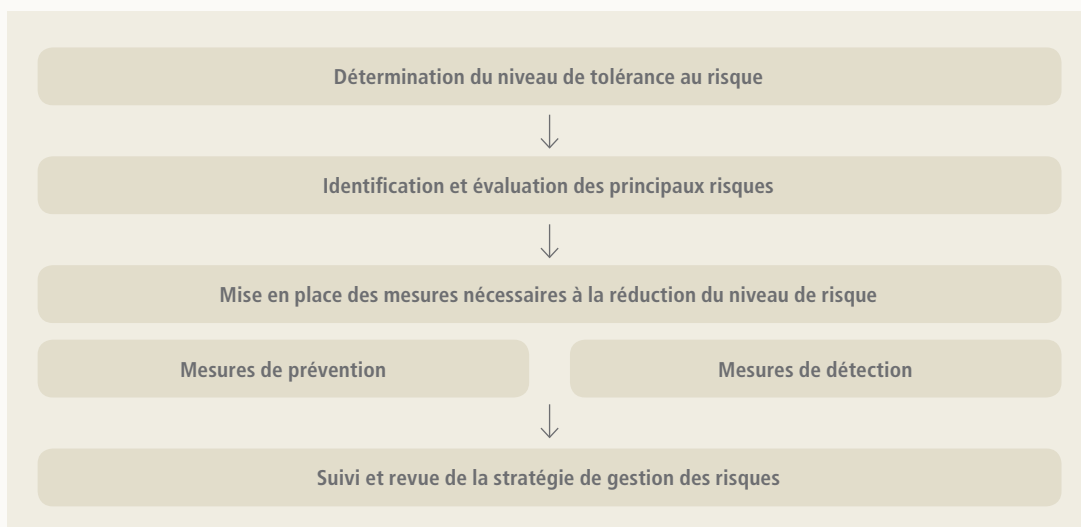 Détermination du niveau de tolérance au risque
Identification et évaluation des principaux risques
Mise en place des mesures nécessaires à la réduction du niveau de risque
Mesures de prévention
Mesures de détection
Suivi et revue de la stratégie de gestion des risques